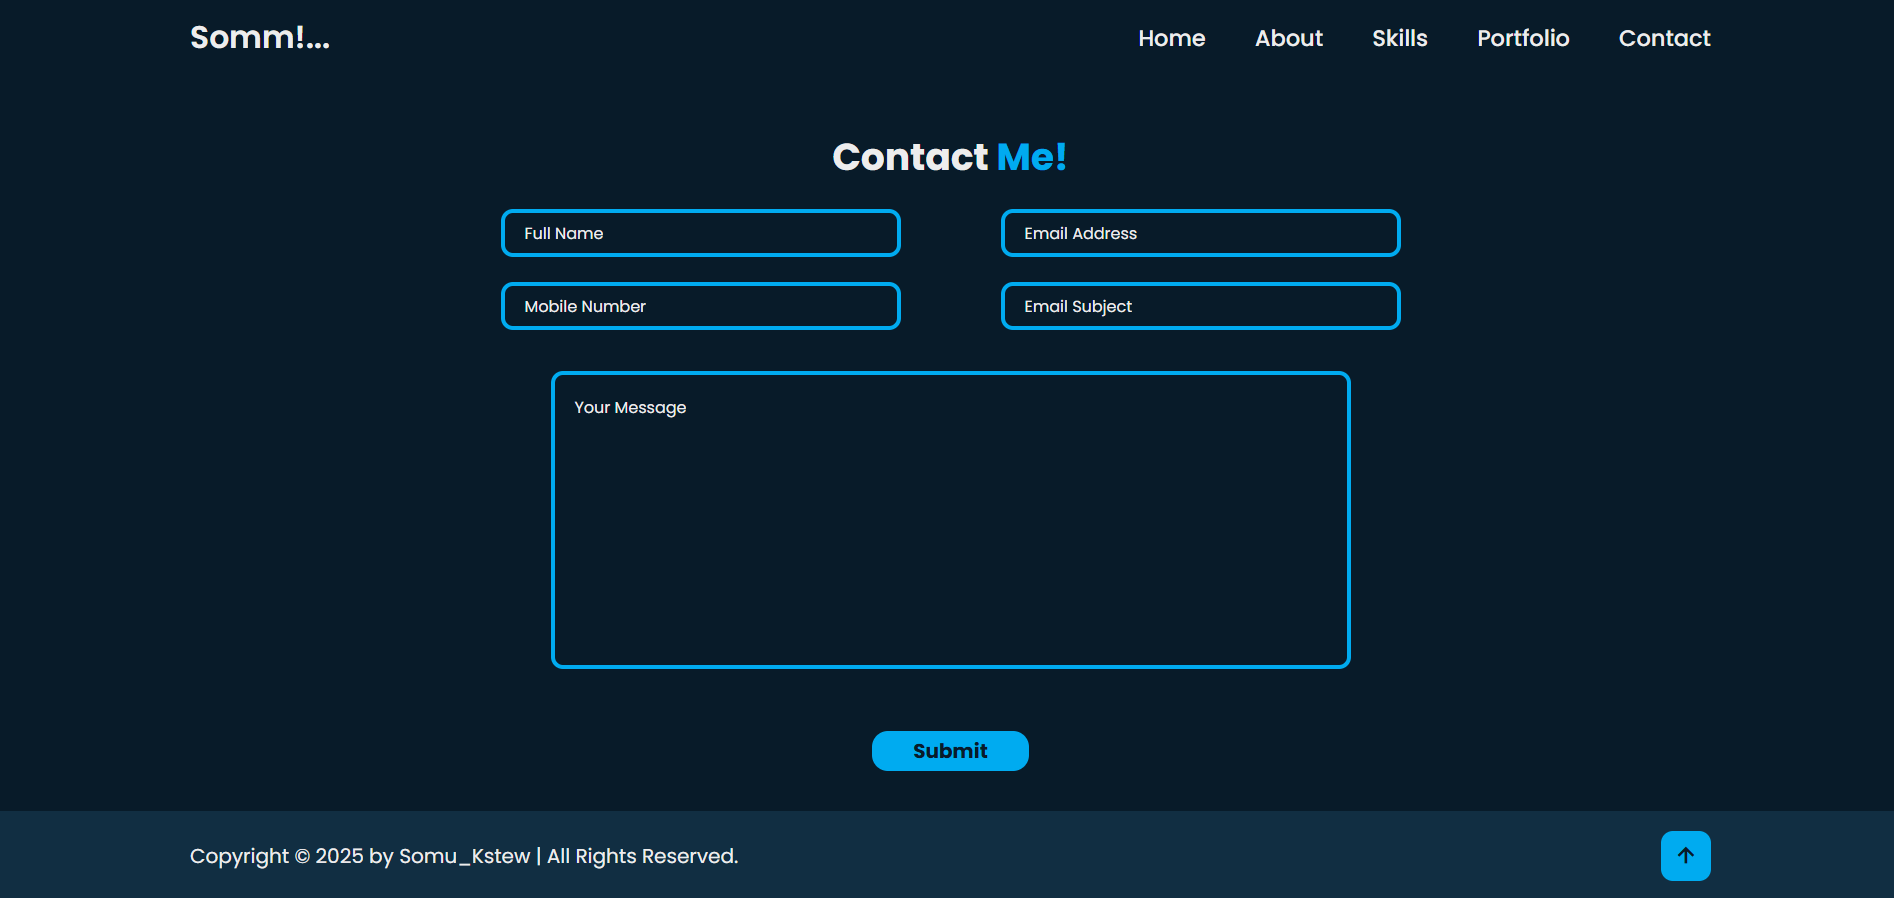 Somm!...
Home About Skills Portfolio Contact
Contact Me!
Full Name
Email Address
Mobile Number
Email Subject
Your Message
Submit
Copyright © 2025 by Somu_Kstew | All Rights Reserved.